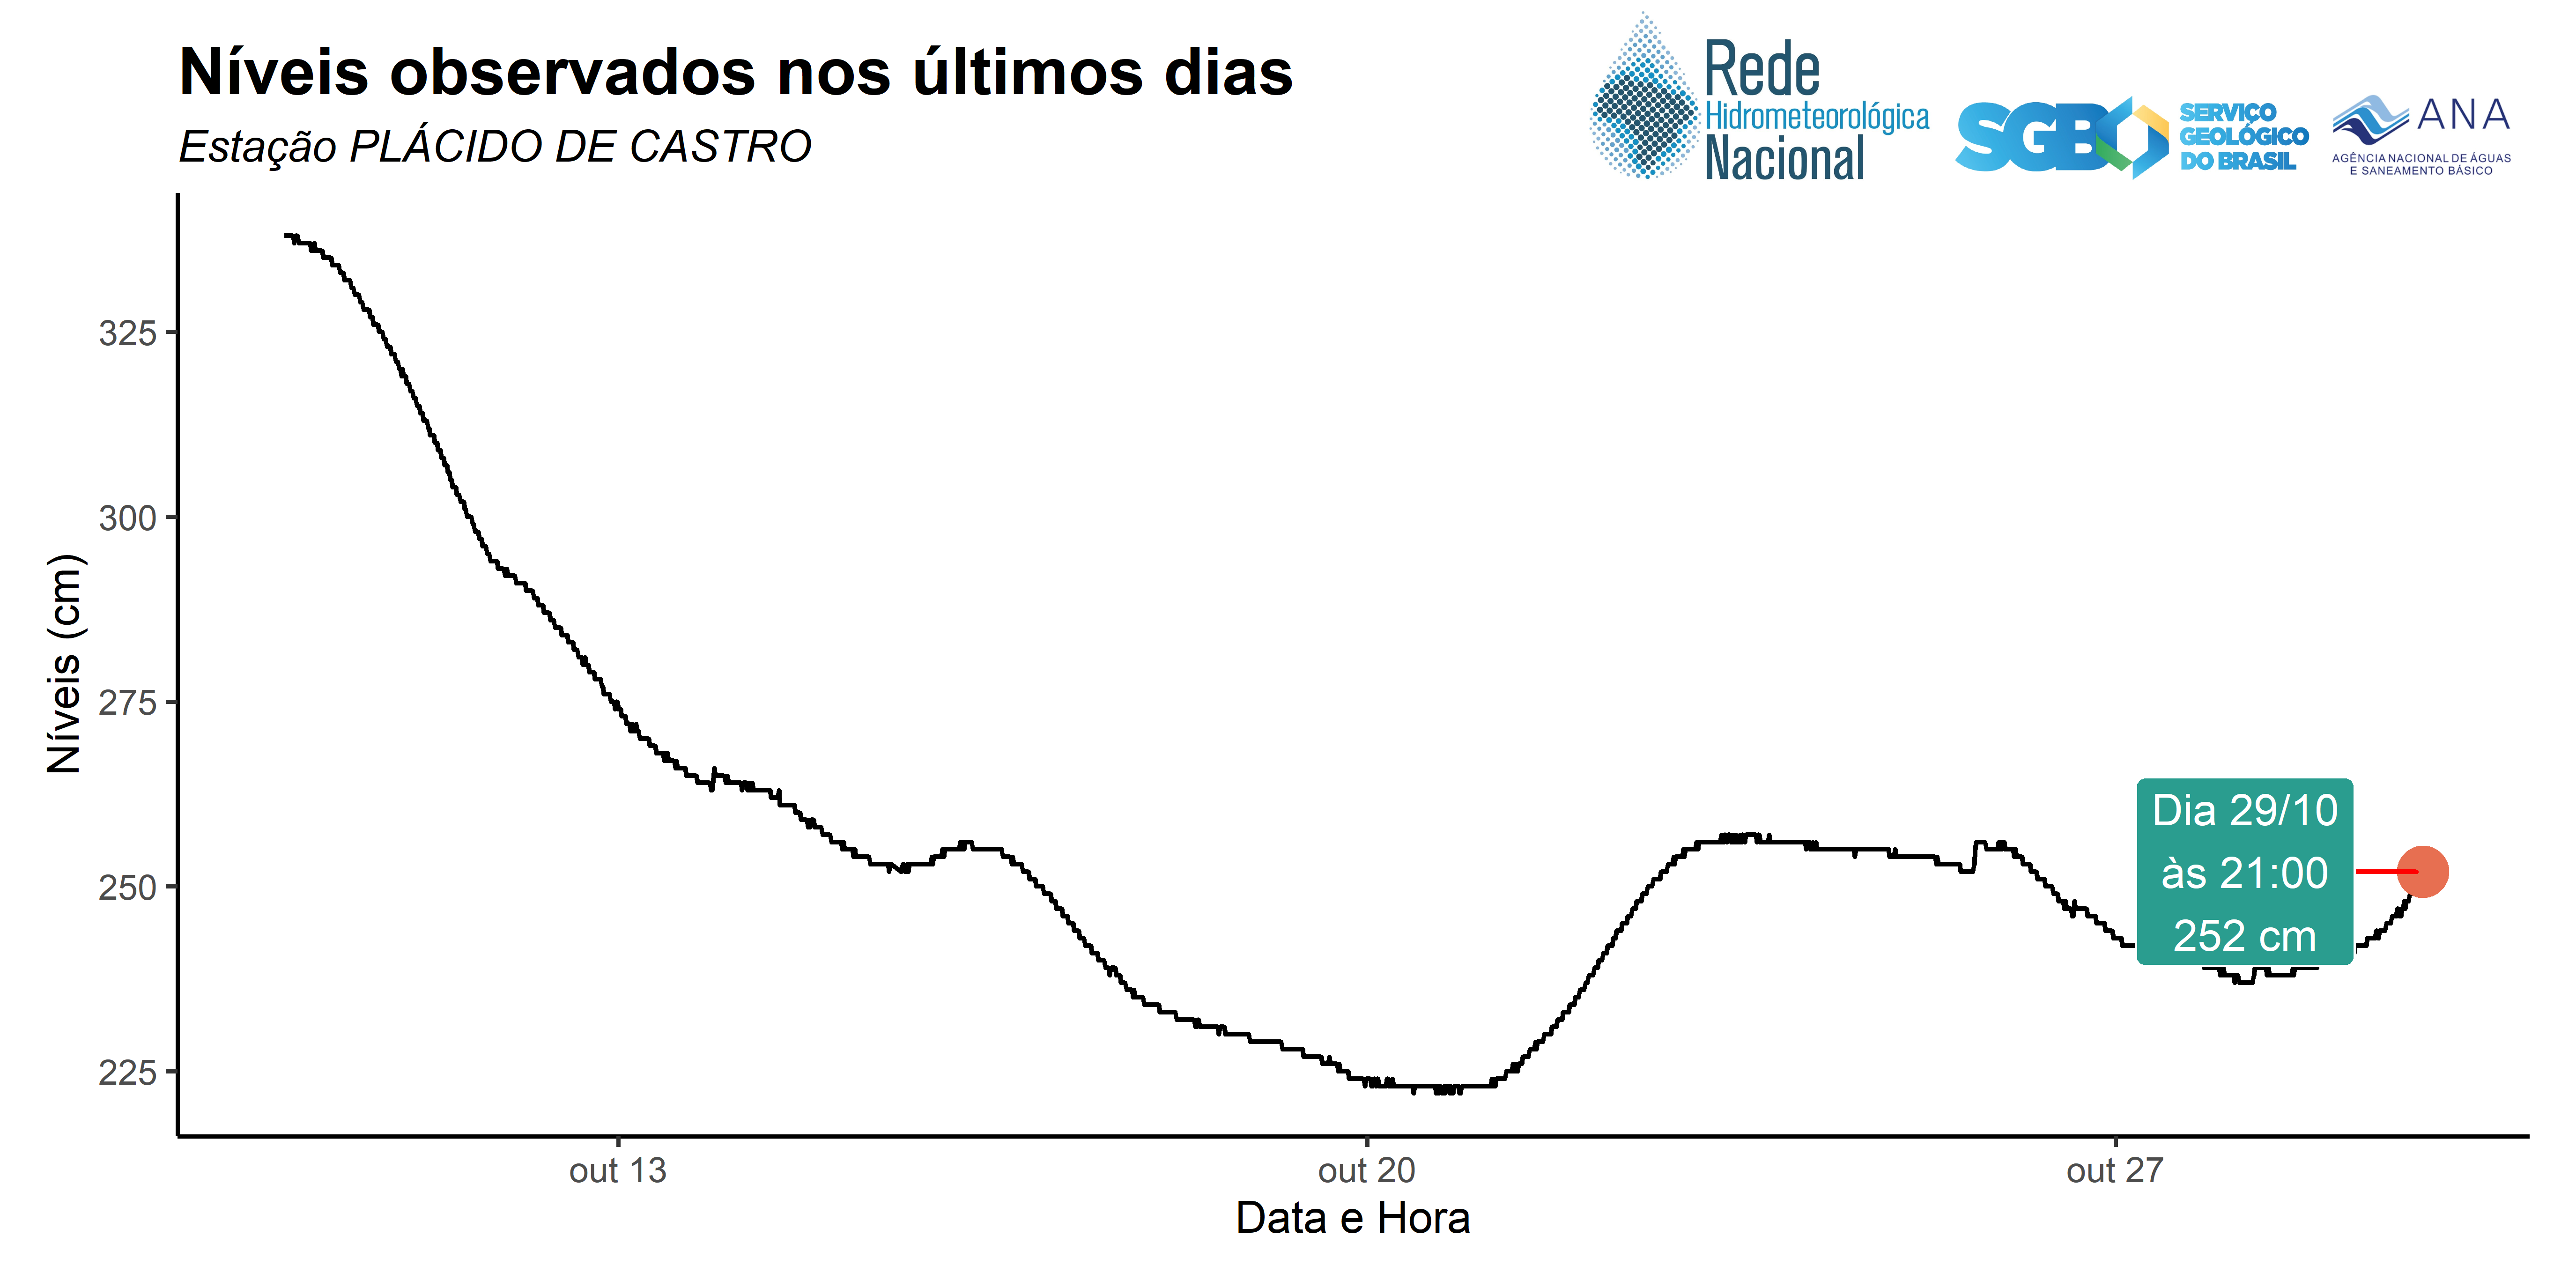 Níveis observados nos últimos dias
Estação PLÁCIDO DE CASTRO
Rede
Hidrometeorológica
Nacional
SGB
SERVIÇO
GEOLÓGICO
DO BRASIL
ANA
AGÊNCIA NACIONAL DE ÁGUAS
E SANEAMENTO BÁSICO
Níveis (cm)
325
300
275
250
225
Dia 29/10
às 21:00
252 cm
out 13
out 20
out 27
Data e Hora